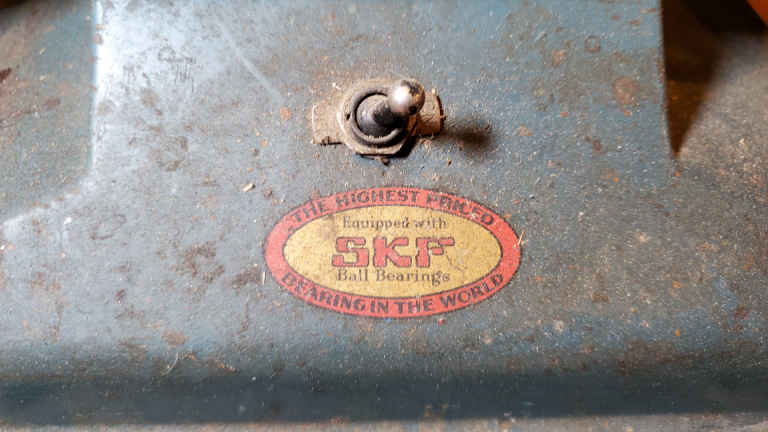 THE HIGHEST PRICED
Equipped with
SKF
Ball Bearings
BEARING IN THE WORLD